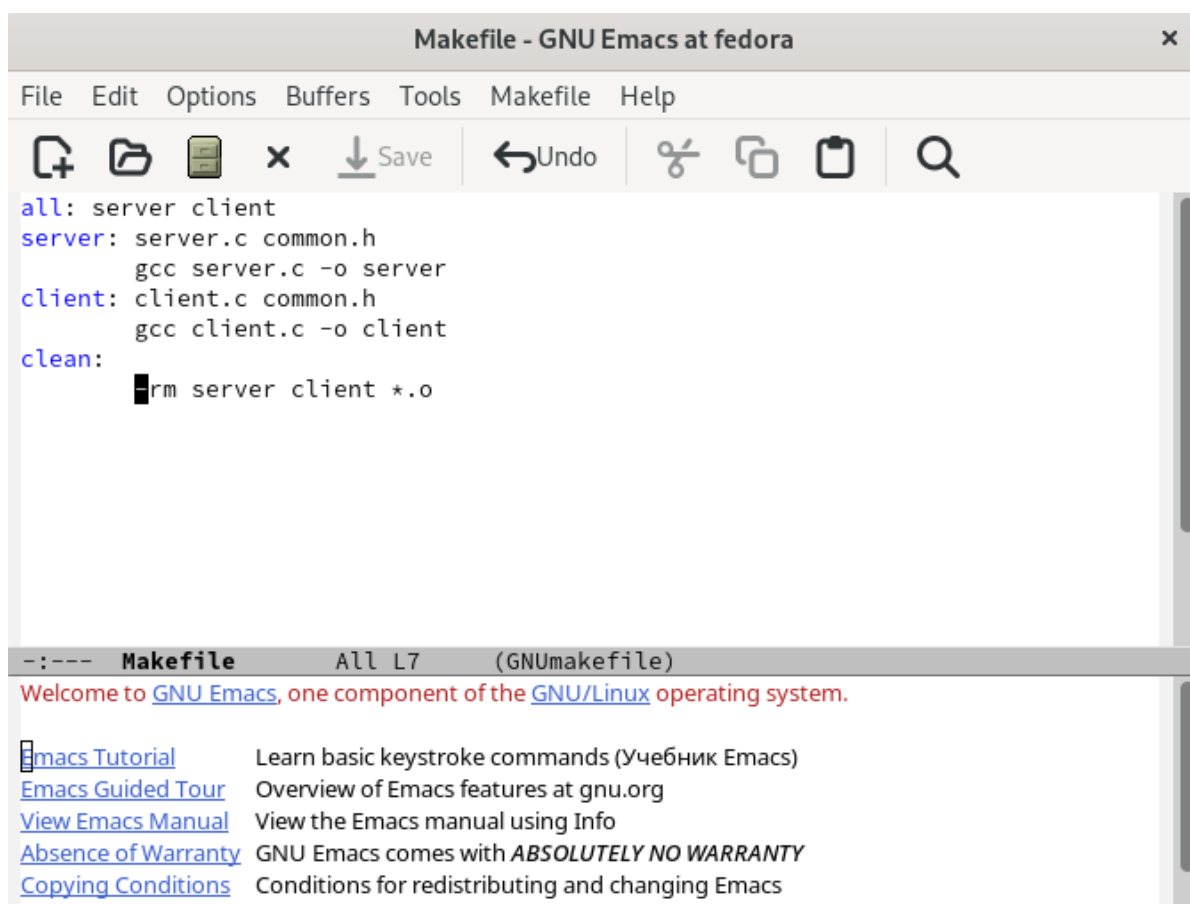 Makefile - GNU Emacs at fedora ×
File Edit Options Buffers Tools Makefile Help
Save Undo
all: server client
server: server.c common.h
        gcc server.c -o server
client: client.c common.h
        gcc client.c -o client
clean:
        -rm server client *.o
-:--- Makefile All L7 (GNUmakefile)
Welcome to GNU Emacs, one component of the GNU/Linux operating system.
Emacs Tutorial Learn basic keystroke commands (Учебник Emacs)
Emacs Guided Tour Overview of Emacs features at gnu.org
View Emacs Manual View the Emacs manual using Info
Absence of Warranty GNU Emacs comes with ABSOLUTELY NO WARRANTY
Copying Conditions Conditions for redistributing and changing Emacs